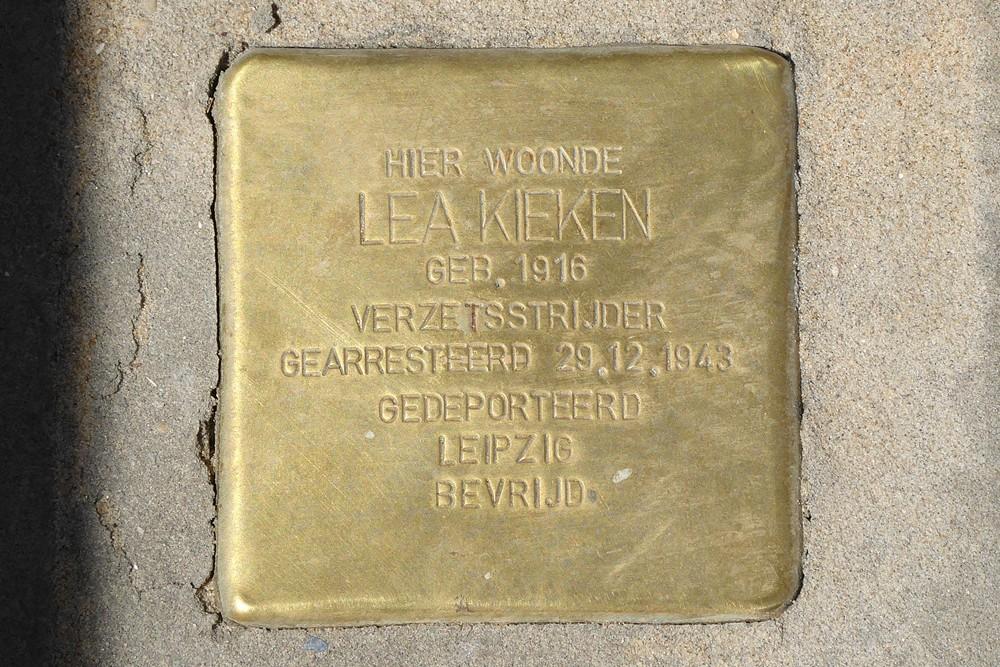 HIER WOONDE
LEA KIEKEN
GEB. 1916
VERZETSSTRIJDER
GEARRESTEERD 29.12.1943
GEDEPORTEERD
LEIPZIG
BEVRIJD